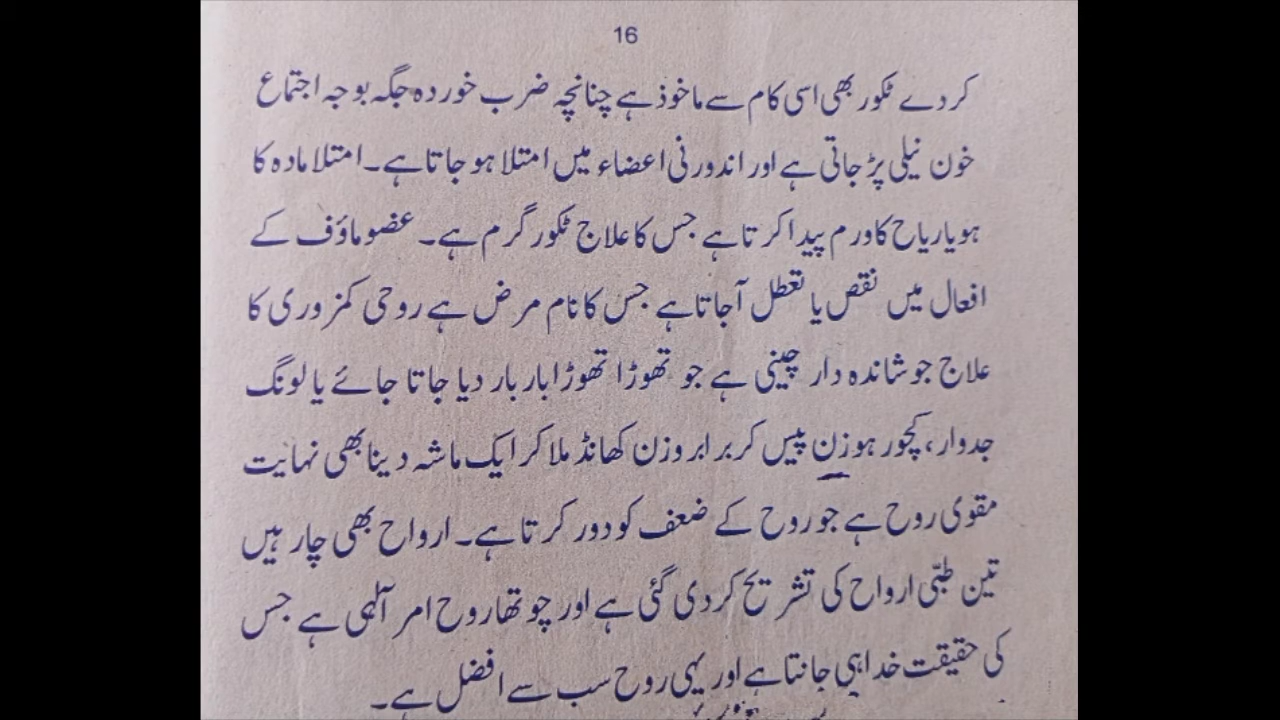 16
کردے ٹکور بھی اسی کام سے ماخوذ ہے چنانچہ ضرب خوردہ جگہ بوجہ اجتماع
خون نیلی پڑ جاتی ہے اور اندورنی اعضاء میں امتلا ہو جاتا ہے۔ امتلا مادہ کا
ہو یا ریاح کا ورم پیدا کرتا ہے جس کا علاج ٹکور گرم ہے۔ عضو ماؤف کے
افعال میں نقص یا تعطل آجاتا ہے جس کا نام مرض ہے روحی کمزوری کا
علاج جوشاندہ دار چینی ہے جو تھوڑا تھوڑا بار بار دیا جاتا جائے یا لونگ
جدوار، کچور ہوزن پیس کر برابر وزن کھانڈ ملا کر ایک ماشہ دینا بھی نہایت
مقوی روح ہے جو روح کے ضعف کو دور کرتا ہے۔ ارواح بھی چار ہیں
تین طبّی ارواح کی تشریح کردی گئی ہے اور چوتھا روح امر آلٰہی ہے جس
کی حقیقت خدا ہی جانتا ہے اور یہی روح سب سے افضل ہے۔